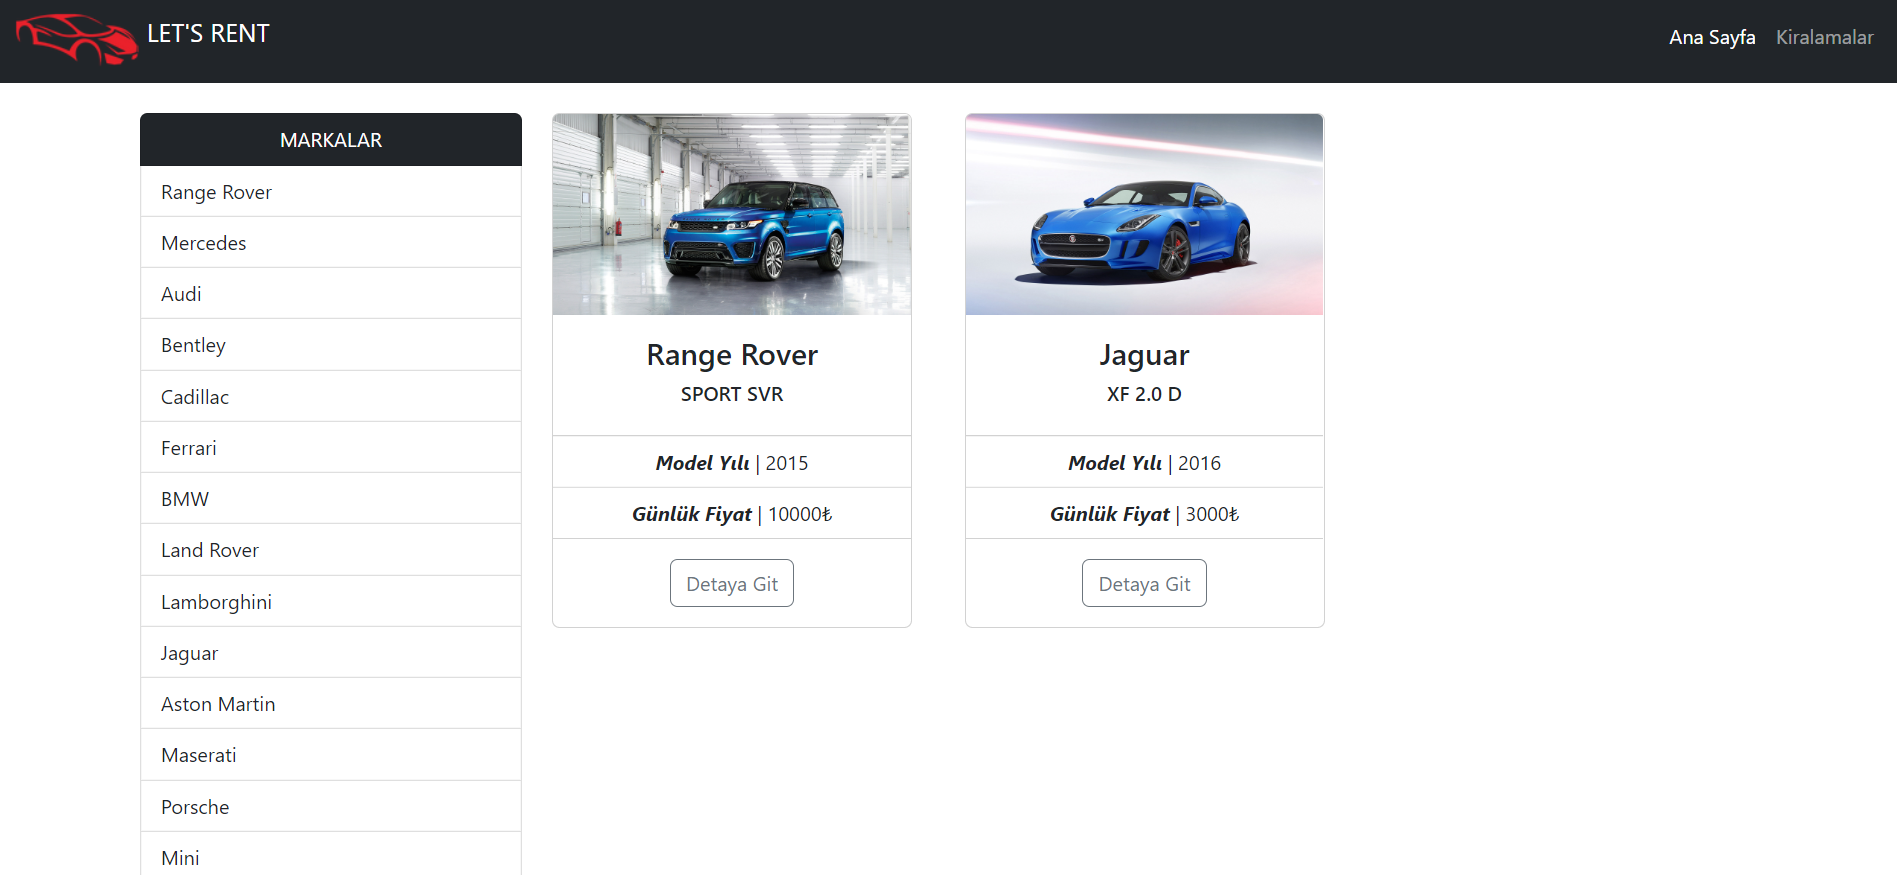 LET'S RENT
Ana Sayfa Kiralamalar
MARKALAR
Range Rover
Mercedes
Audi
Bentley
Cadillac
Ferrari
BMW
Land Rover
Lamborghini
Jaguar
Aston Martin
Maserati
Porsche
Mini
Range Rover
SPORT SVR
Model Yılı | 2015
Günlük Fiyat | 10000₺
Detaya Git
Jaguar
XF 2.0 D
Model Yılı | 2016
Günlük Fiyat | 3000₺
Detaya Git